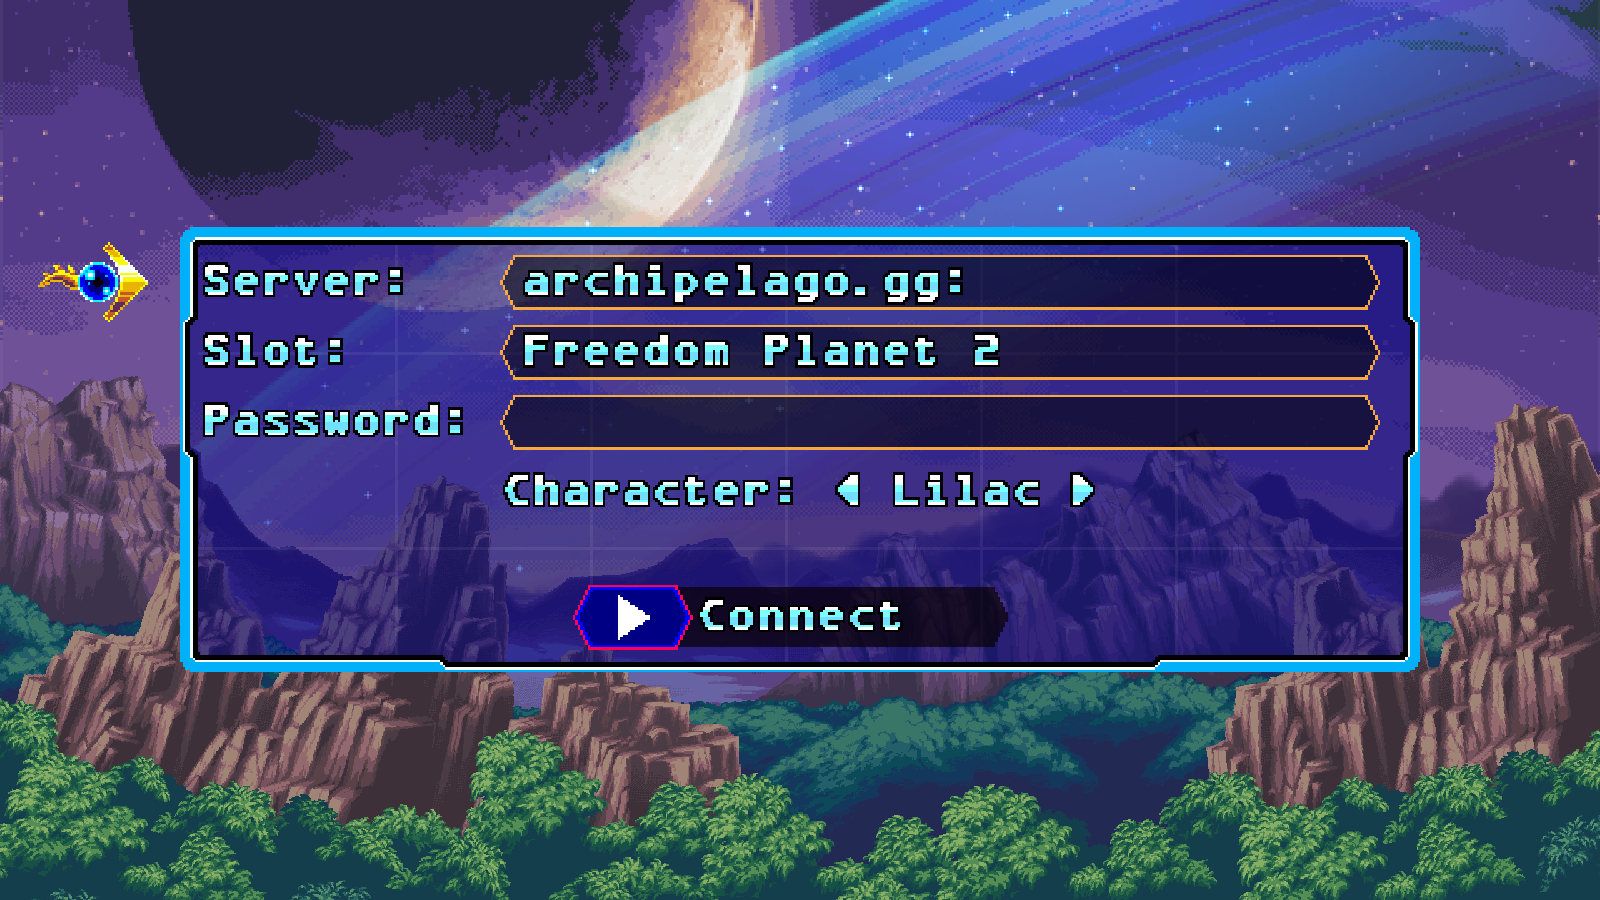 Server: archipelago.gg:
Slot: Freedom Planet 2
Password:
Character: Lilac
Connect